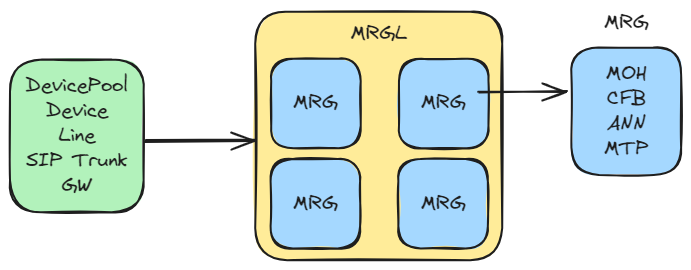 DevicePool
Device
Line
SIP Trunk
GW
MRGL
MRG
MRG
MRG
MRG
MRG
MOH
CFB
ANN
MTP